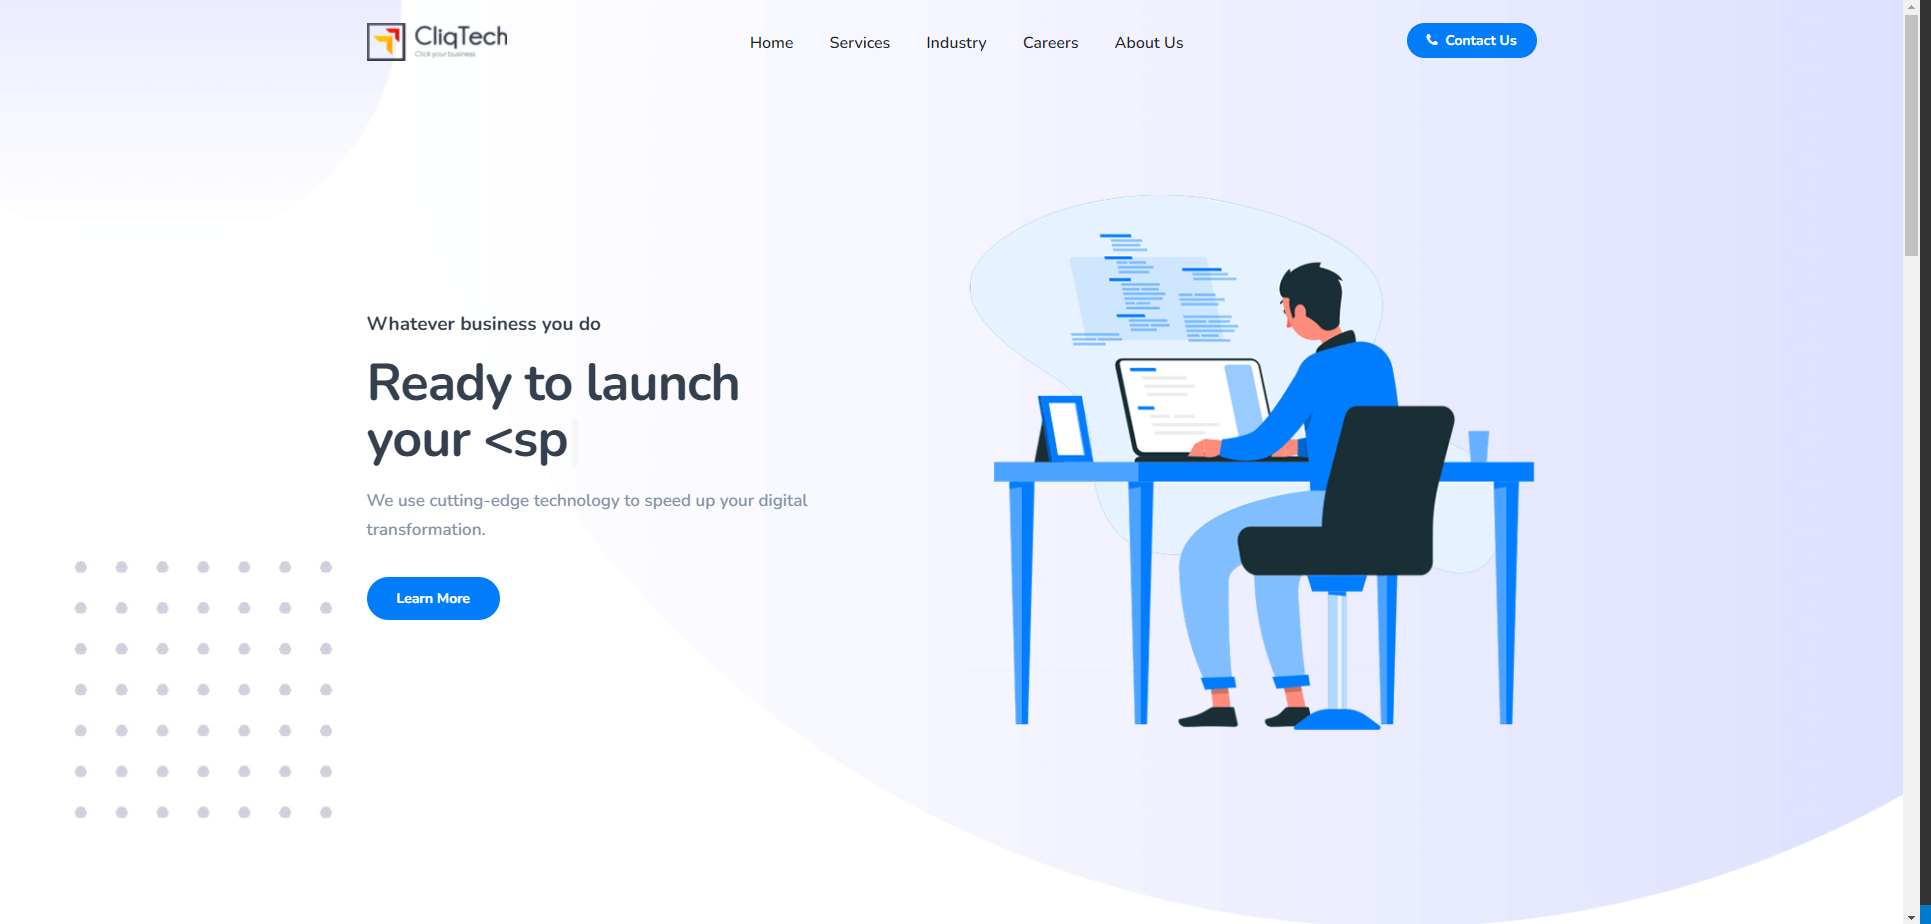 CliqTech
Click your business
Home
Services
Industry
Careers
About Us
Contact Us
Whatever business you do
Ready to launch
your <sp
We use cutting-edge technology to speed up your digital
transformation.
Learn More